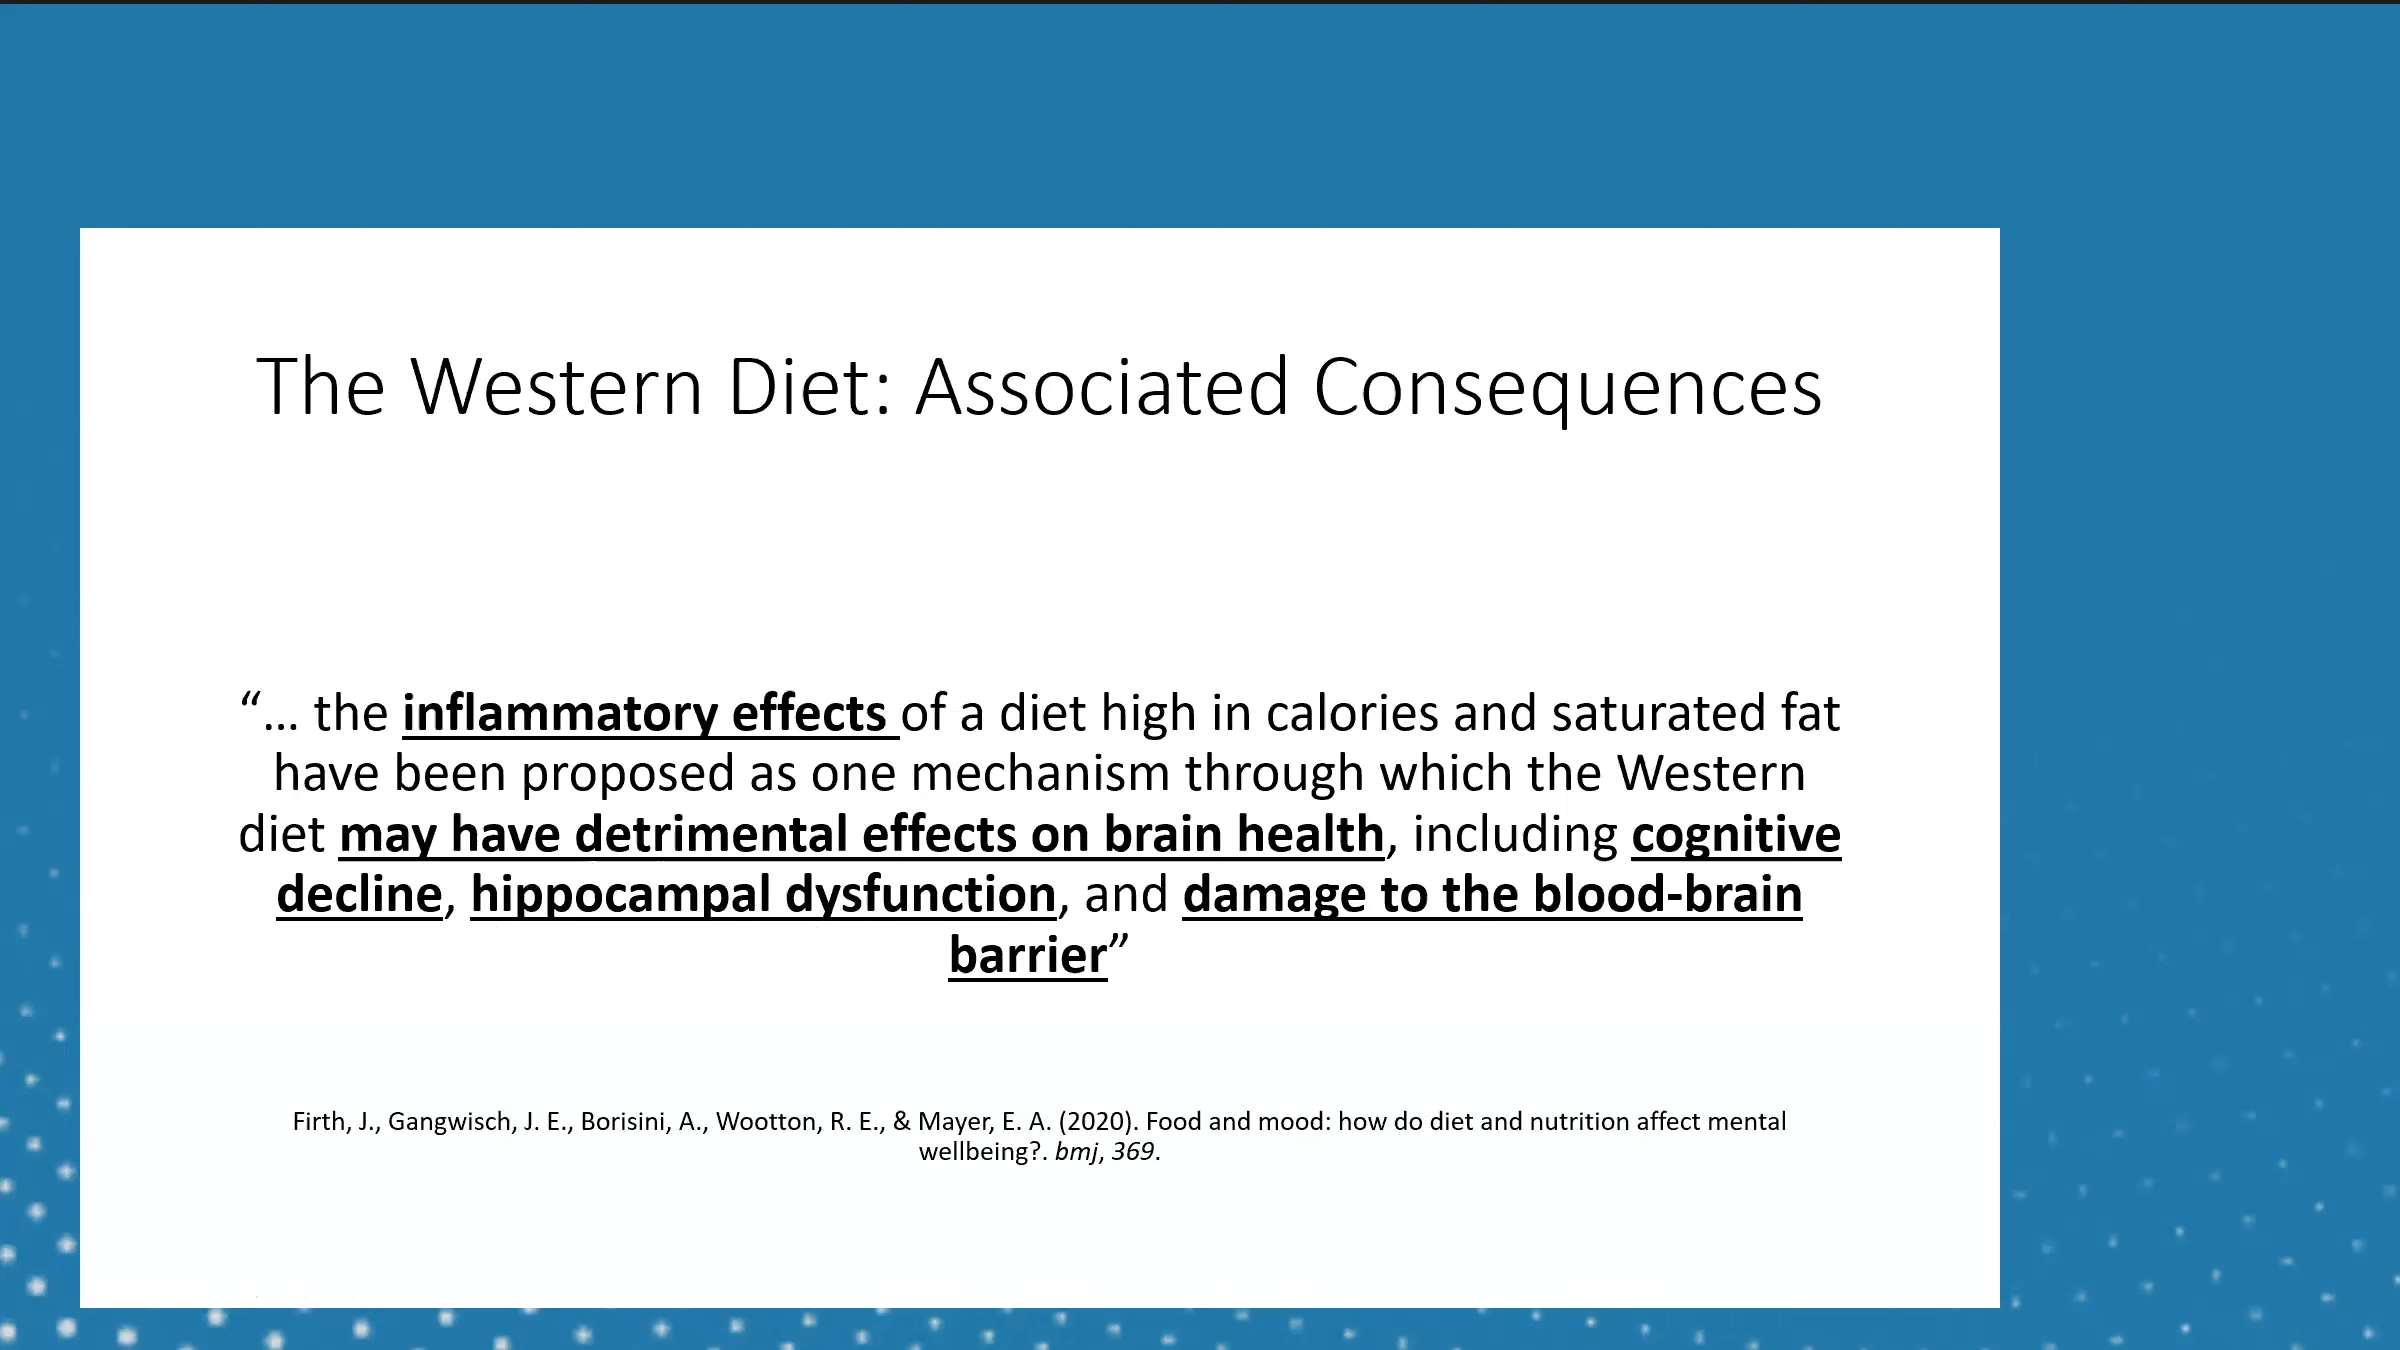 The Western Diet: Associated Consequences
“... the inflammatory effects of a diet high in calories and saturated fat
have been proposed as one mechanism through which the Western
diet may have detrimental effects on brain health, including cognitive
decline, hippocampal dysfunction, and damage to the blood-brain
barrier”
Firth, J., Gangwisch, J. E., Borisini, A., Wootton, R. E., & Mayer, E. A. (2020). Food and mood: how do diet and nutrition affect mental
wellbeing?. bmj, 369.